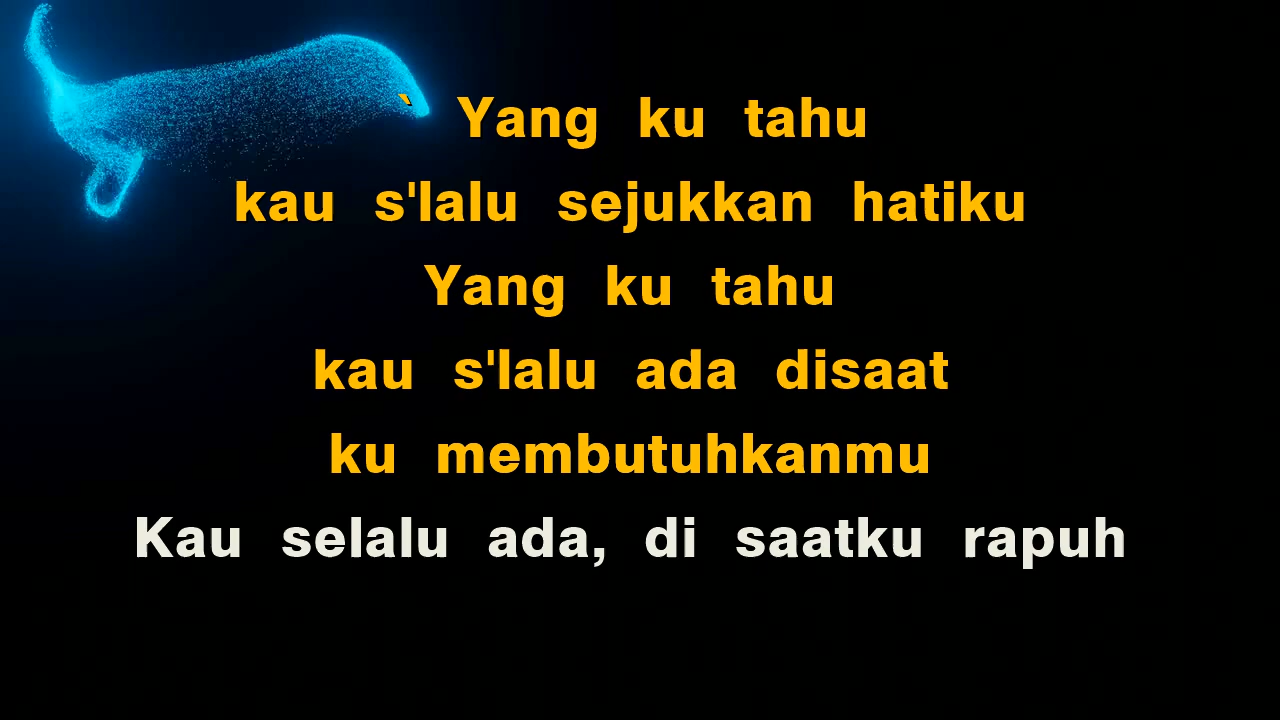 Yang ku tahu
kau s'lalu sejukkan hatiku
Yang ku tahu
kau s'lalu ada disaat
ku membutuhkanmu
Kau selalu ada, di saatku rapuh